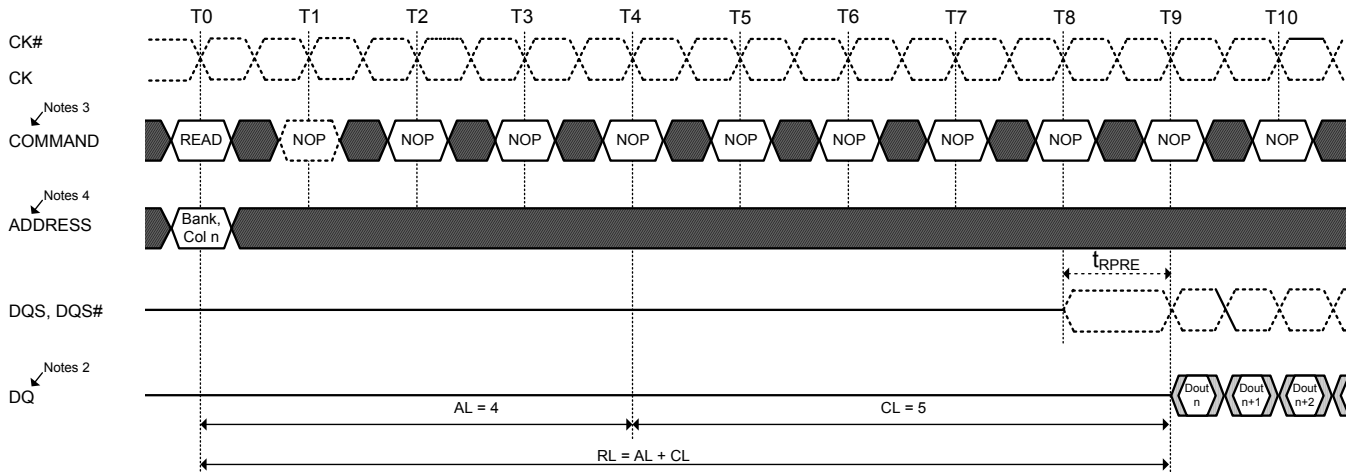 T0 T1 T2 T3 T4 T5 T6 T7 T8 T9 T10
CK#
CK
Notes 3
COMMAND READ NOP NOP NOP NOP NOP NOP NOP NOP NOP NOP
Notes 4
ADDRESS
Bank,
Col n
tRPRE
DQS, DQS#
Notes 2
DQ
Dout Dout Dout
n n+1 n+2
AL = 4 CL = 5
RL = AL + CL